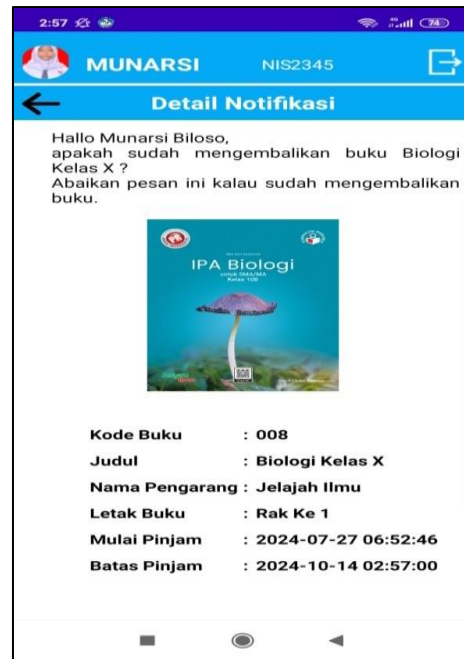 2:57
74
MUNARSI NIS2345
Detail Notifikasi
Hallo Munarsi Biloso,
apakah sudah mengembalikan buku Biologi
Kelas X ?
Abaikan pesan ini kalau sudah mengembalikan
buku.
IPA Biologi
untuk SMA/MA
Kelas 10B
Kode Buku : 008
Judul : Biologi Kelas X
Nama Pengarang : Jelajah Ilmu
Letak Buku : Rak Ke 1
Mulai Pinjam : 2024-07-27 06:52:46
Batas Pinjam : 2024-10-14 02:57:00